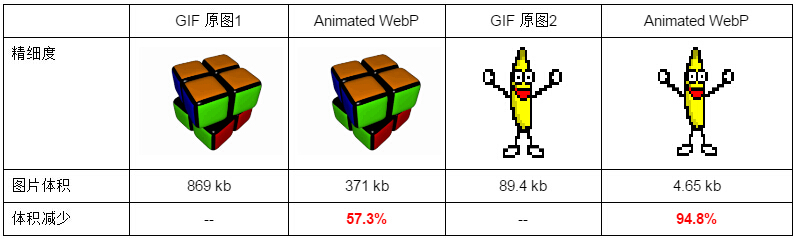 GIF 原图1 Animated WebP GIF 原图2 Animated WebP
精细度
图片体积 869 kb 371 kb 89.4 kb 4.65 kb
体积减少 -- 57.3% -- 94.8%